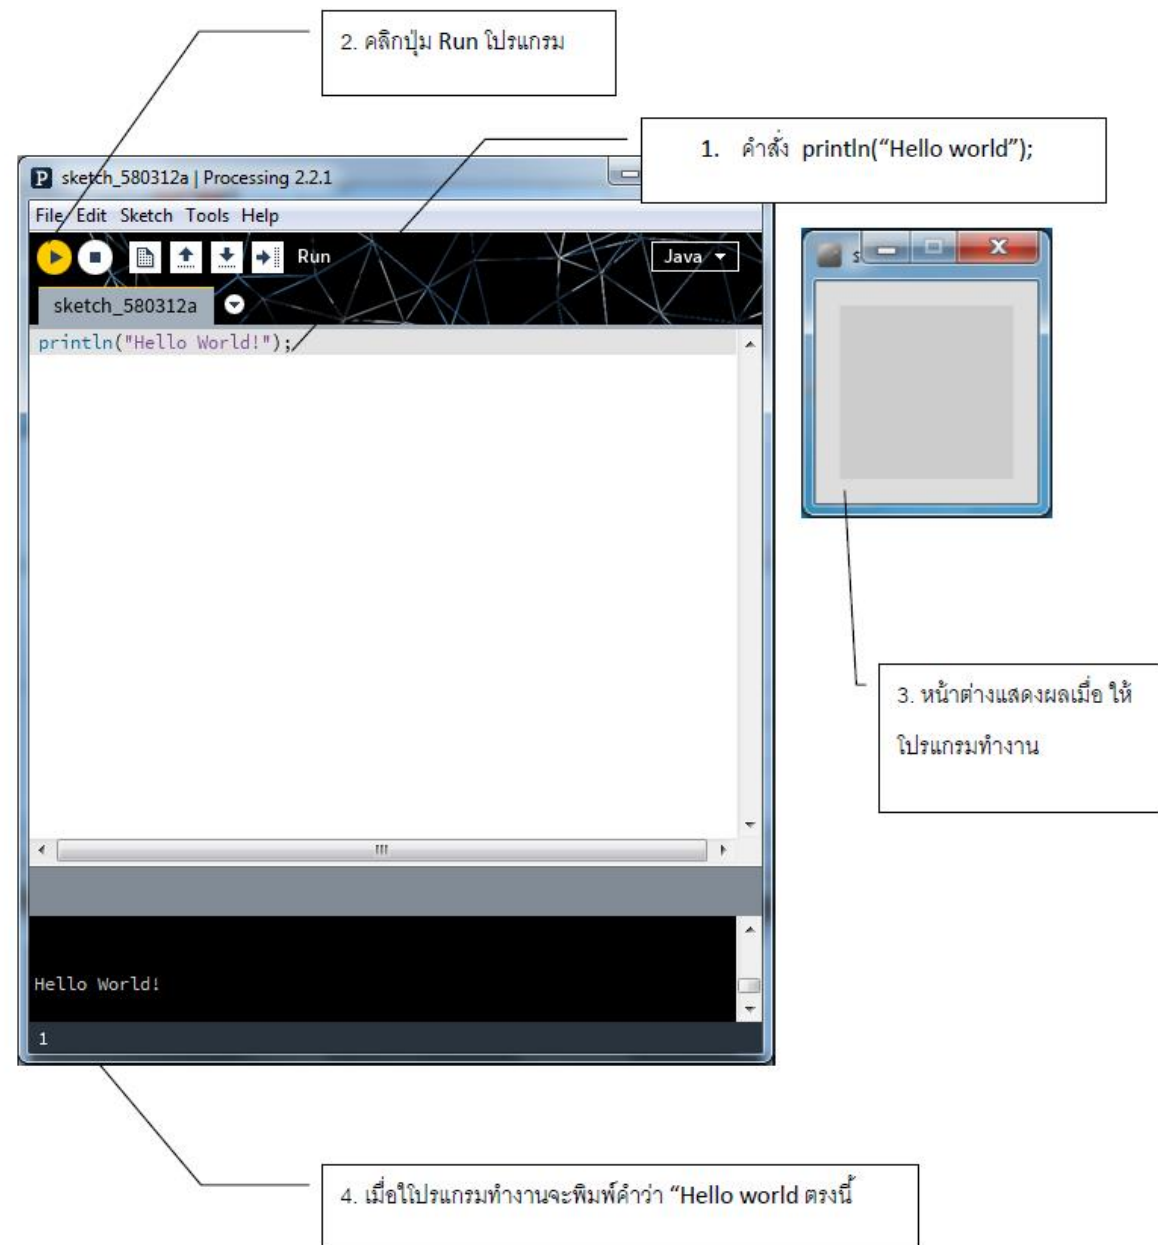 2. คลิกปุ่ม Run โปรแกรม
1. คำสั่ง println(“Hello world”);
sketch_580312a | Processing 2.2.1
File Edit Sketch Tools Help
Run
Java
s
sketch_580312a
println("Hello World!");
3. หน้าต่างแสดงผลเมื่อ ให้
โปรแกรมทำงาน
Hello World!
1
4. เมื่อใโปรแกรมทำงานจะพิมพ์คำว่า “Hello world ตรงนี้